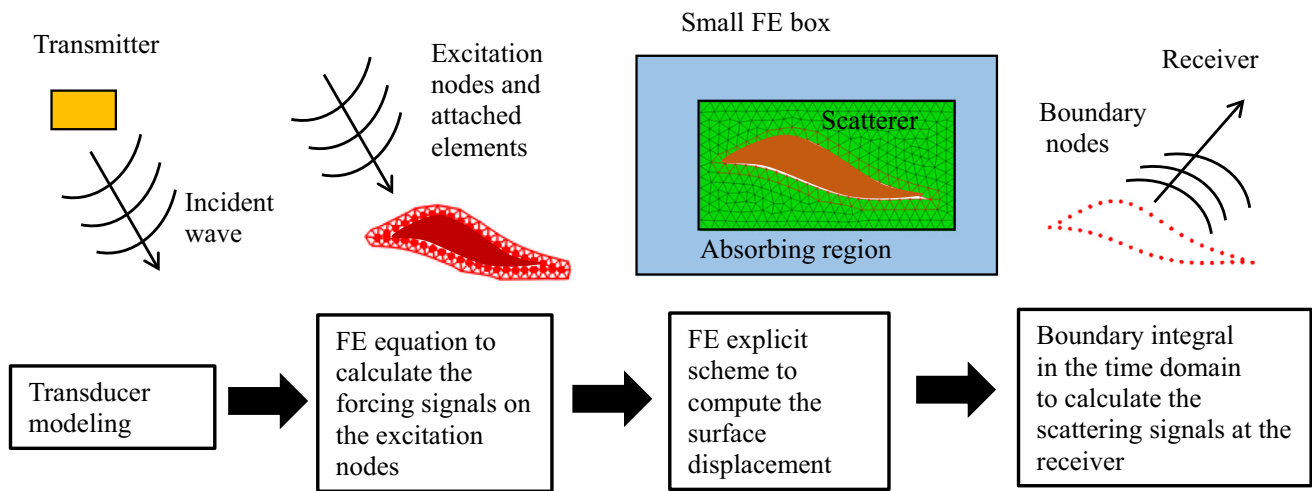 Transmitter
Incident
wave
Excitation
nodes and
attached
elements
Small FE box
Scatterer
Absorbing region
Receiver
Boundary
nodes
Transducer
modeling
FE equation to
calculate the
forcing signals on
the excitation
nodes
FE explicit
scheme to
compute the
surface
displacement
Boundary integral
in the time domain
to calculate the
scattering signals at the
receiver